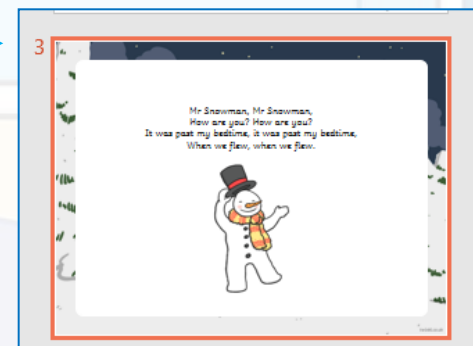 3
Mr Snowman, Mr Snowman,
How are you? How are you?
It was past my bedtime, it was past my bedtime,
When we flew, when we flew.